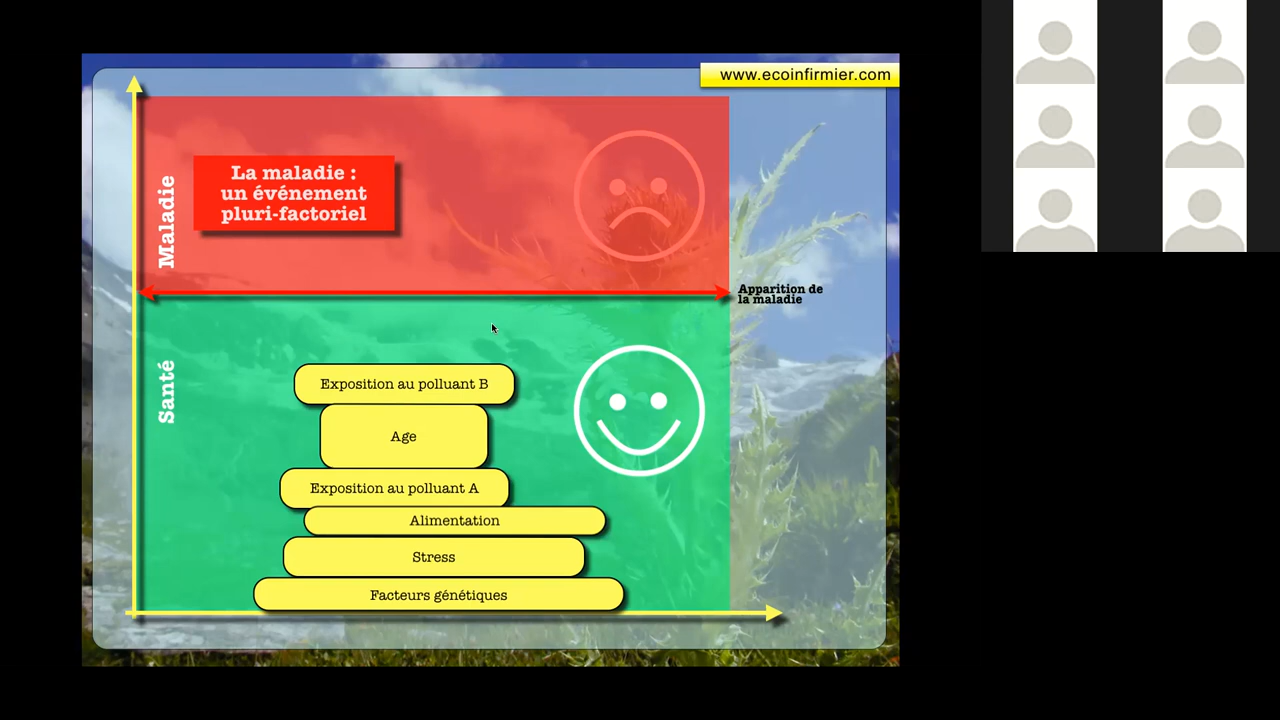 www.ecoinfirmier.com
La maladie :
un événement
pluri-factoriel
Maladie
Apparition de
la maladie
Santé
Exposition au polluant B
Age
Exposition au polluant A
Alimentation
Stress
Facteurs génétiques